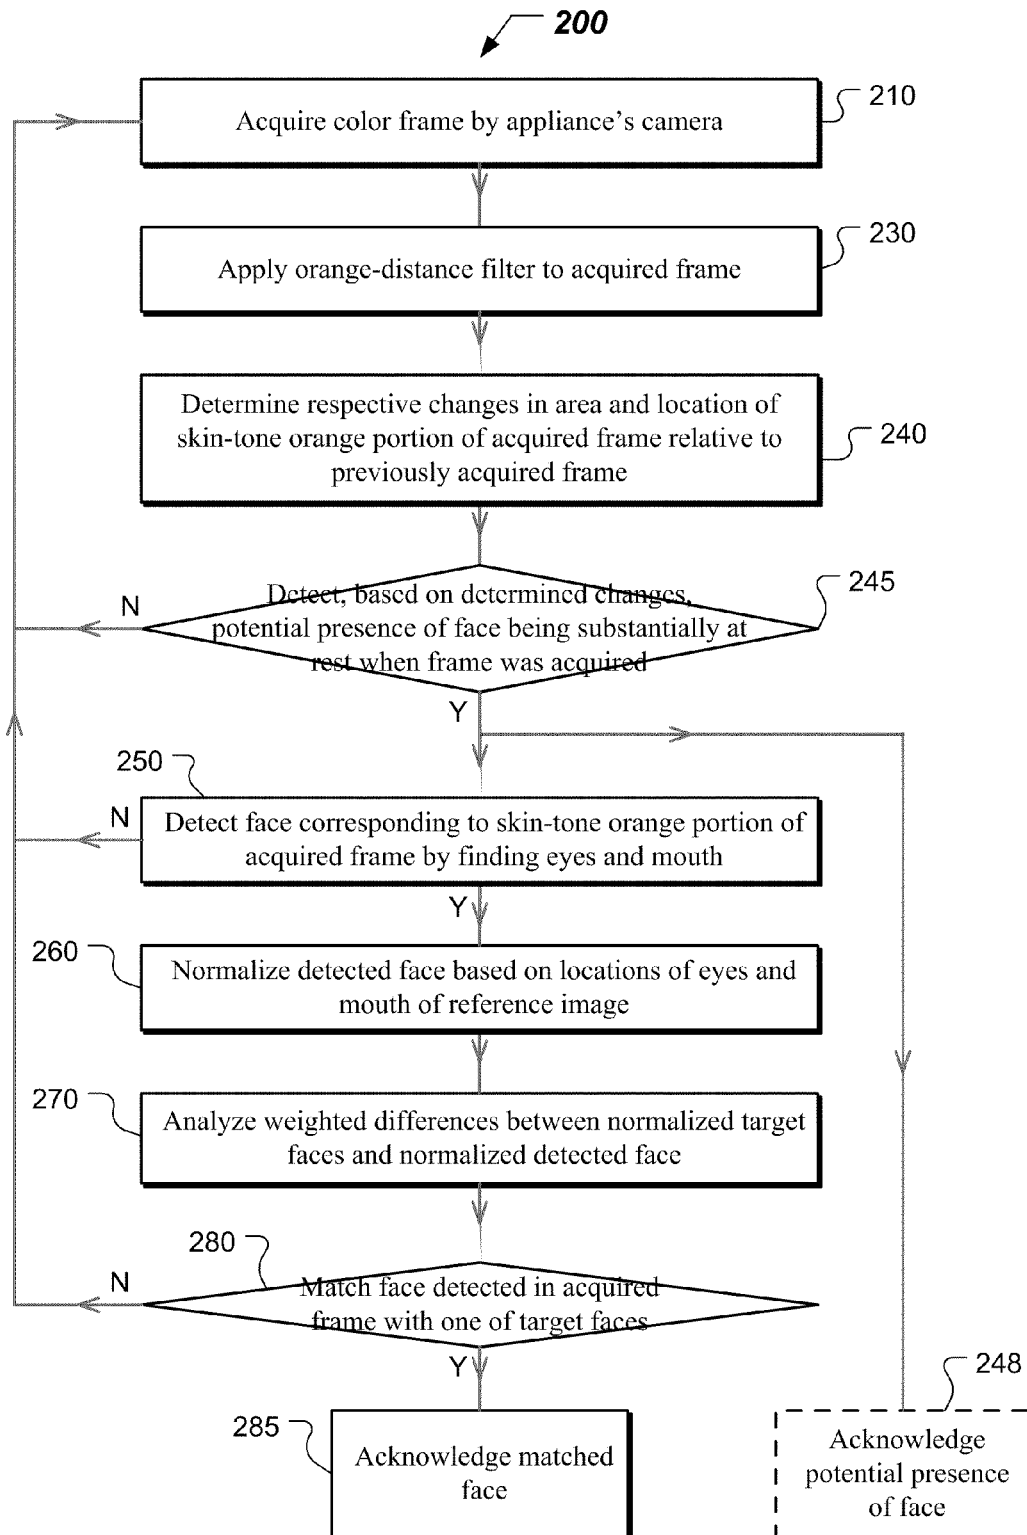 200
Acquire color frame by appliance's camera
210
Apply orange-distance filter to acquired frame
230
Determine respective changes in area and location of
skin-tone orange portion of acquired frame relative to
previously acquired frame
240
Detect, based on determined changes,
potential presence of face being substantially at
rest when frame was acquired
245
N
Y
250
N
Detect face corresponding to skin-tone orange portion of
acquired frame by finding eyes and mouth
Y
260
Normalize detected face based on locations of eyes and
mouth of reference image
270
Analyze weighted differences between normalized target
faces and normalized detected face
280
N
Match face detected in acquired
frame with one of target faces
Y
285
Acknowledge matched
face
248
Acknowledge
potential presence
of face